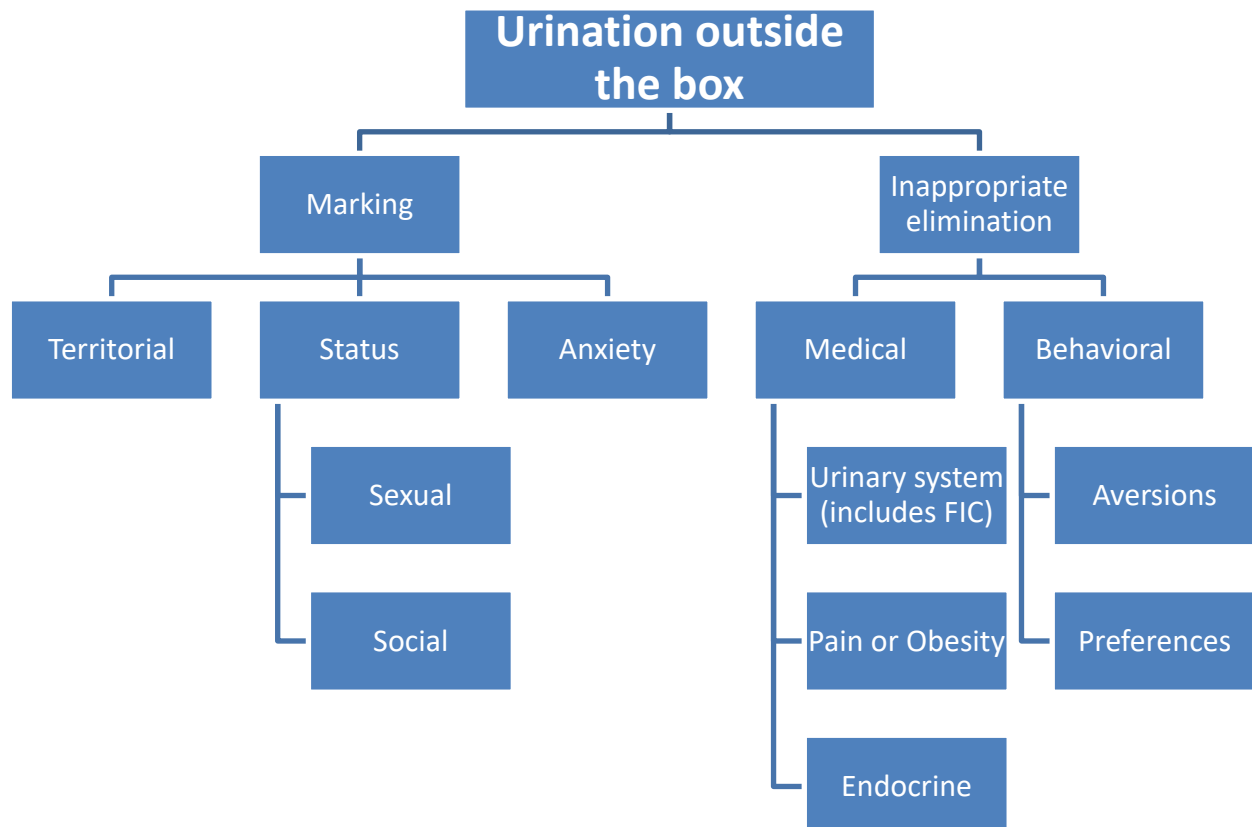 Urination outside
the box
Marking
Inappropriate
elimination
Territorial
Status
Anxiety
Medical
Behavioral
Sexual
Urinary system
(includes FIC)
Aversions
Social
Pain or Obesity
Preferences
Endocrine